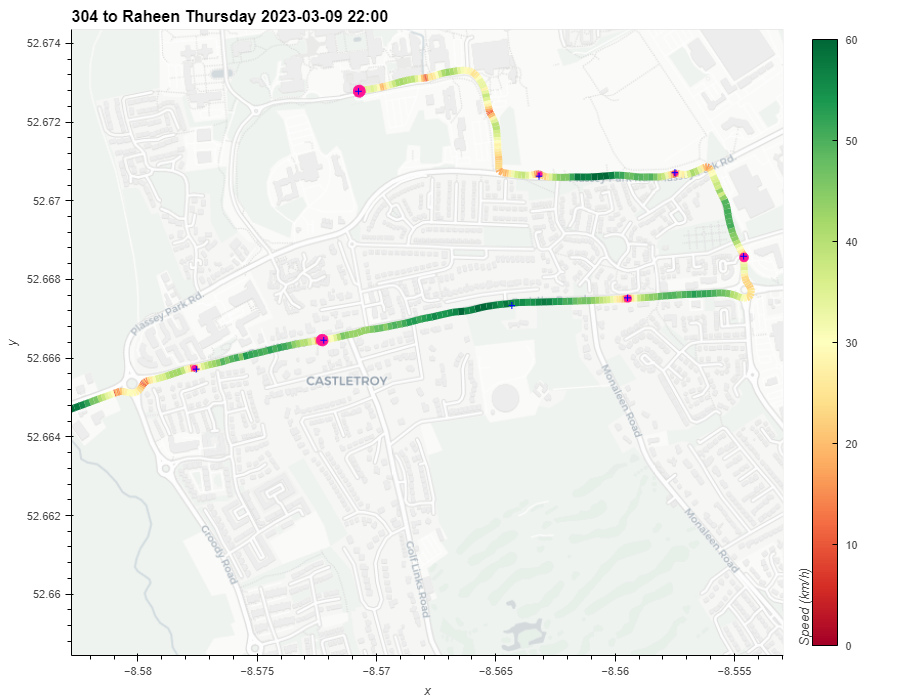 304 to Raheen Thursday 2023-03-09 22:00
52.674
52.672
52.67
52.668
52.666
52.664
52.662
52.66
y
−8.58
−8.575
−8.57
−8.565
−8.56
−8.555
x
k Rd
Plassey Park Rd
CASTLETROY
Monaleen Road
Monaleen Road
Groody Road
Golf Links Road
60
50
40
30
20
10
0
Speed (km/h)